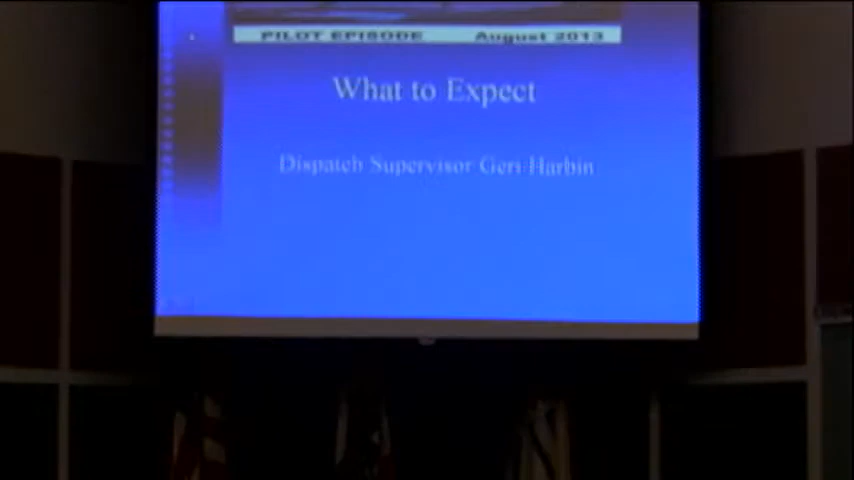 PILOT EPISODE August 2013
What to Expect
Dispatch Supervisor Geri Harbin